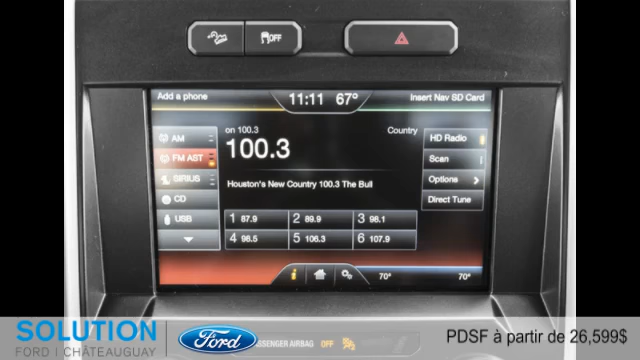 OFF
Add a phone
11:11 67°
Insert Nav SD Card
on 100.3
Country
100.3
Houston's New Country 100.3 The Bull
AM
FM AST
SIRIUS
CD
USB
HD Radio
Scan
Options
Direct Tune
1 87.9
2 89.9
3 98.1
4 96.5
5 106.3
6 107.9
i
70°
70°
SOLUTION
FORD | CHÂTEAUGUAY
Ford
PASSENGER AIRBAG OFF
PDSF à partir de 26,599$